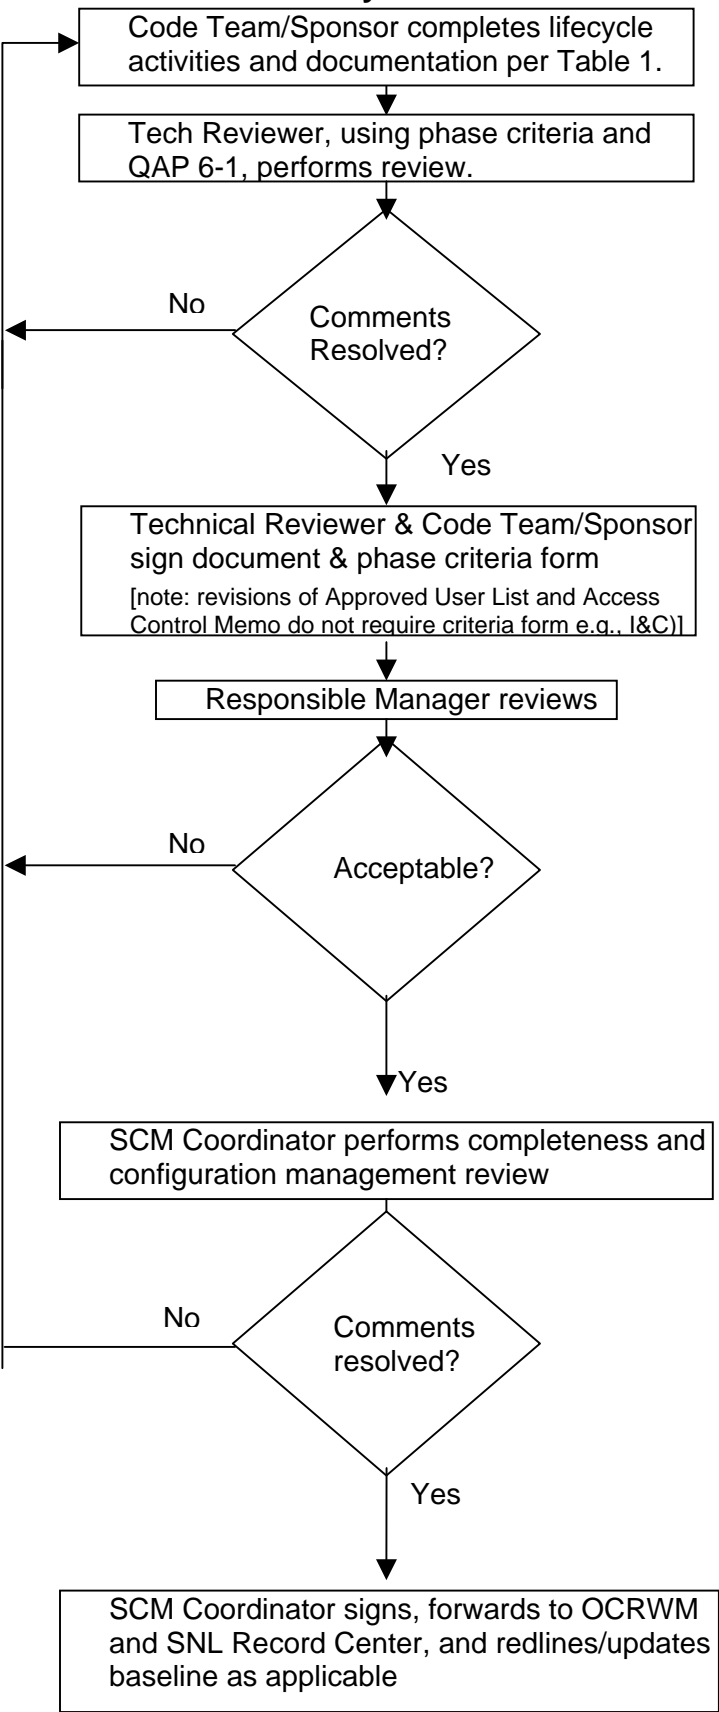 Code Team/Sponsor completes lifecycle
activities and documentation per Table 1.
Tech Reviewer, using phase criteria and
QAP 6-1, performs review.
No
Comments
Resolved?
Yes
Technical Reviewer & Code Team/Sponsor
sign document & phase criteria form
[note: revisions of Approved User List and Access
Control Memo do not require criteria form e.g., I&C)]
Responsible Manager reviews
No
Acceptable?
Yes
SCM Coordinator performs completeness and
configuration management review
No
Comments
resolved?
Yes
SCM Coordinator signs, forwards to OCRWM
and SNL Record Center, and redlines/updates
baseline as applicable